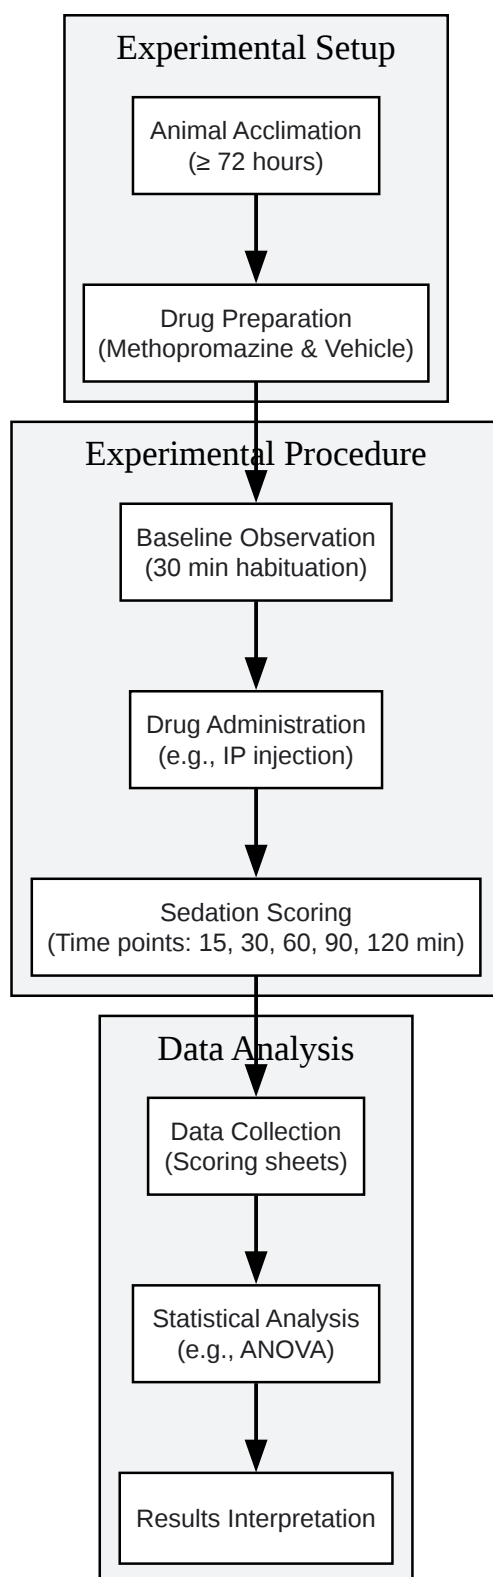 Experimental Setup
Animal Acclimation
(≥ 72 hours)
Drug Preparation
(Methopromazine & Vehicle)
Experimental Procedure
Baseline Observation
(30 min habituation)
Drug Administration
(e.g., IP injection)
Sedation Scoring
(Time points: 15, 30, 60, 90, 120 min)
Data Analysis
Data Collection
(Scoring sheets)
Statistical Analysis
(e.g., ANOVA)
Results Interpretation